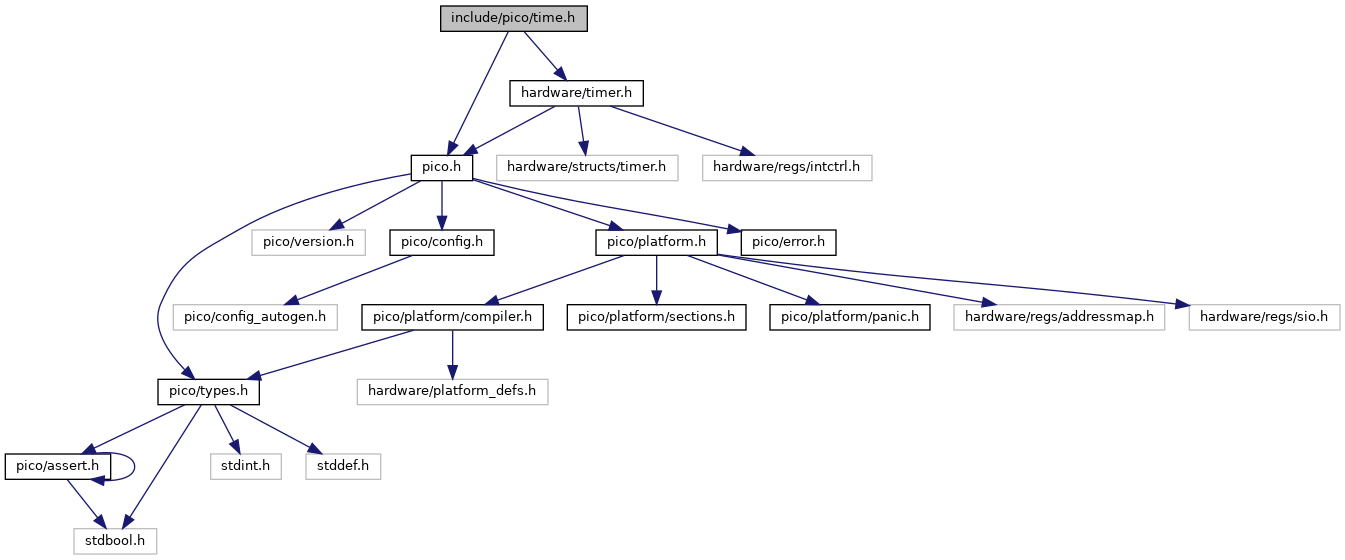 include/pico/time.h
hardware/timer.h
pico.h
hardware/structs/timer.h
hardware/regs/intctrl.h
pico/version.h
pico/config.h
pico/platform.h
pico/error.h
pico/config_autogen.h
pico/platform/compiler.h
pico/platform/sections.h
pico/platform/panic.h
hardware/regs/addressmap.h
hardware/regs/sio.h
pico/types.h
hardware/platform_defs.h
pico/assert.h
stdint.h
stddef.h
stdbool.h